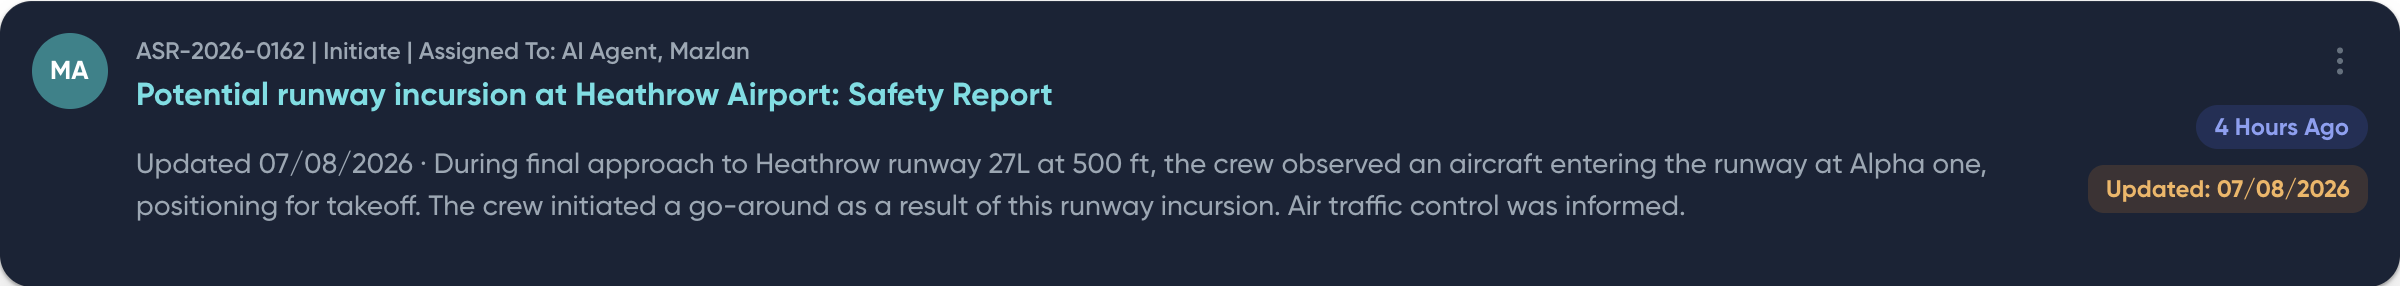 MA
ASR-2026-0162 | Initiate | Assigned To: AI Agent, Mazlan
Potential runway incursion at Heathrow Airport: Safety Report
4 Hours Ago
Updated 07/08/2026 · During final approach to Heathrow runway 27L at 500 ft, the crew observed an aircraft entering the runway at Alpha one,
positioning for takeoff. The crew initiated a go-around as a result of this runway incursion. Air traffic control was informed.
Updated: 07/08/2026